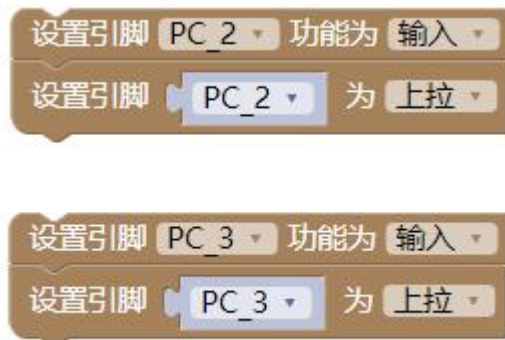 设置引脚 PC_2 功能为 输入
设置引脚 PC_2 为 上拉
设置引脚 PC_3 功能为 输入
设置引脚 PC_3 为 上拉